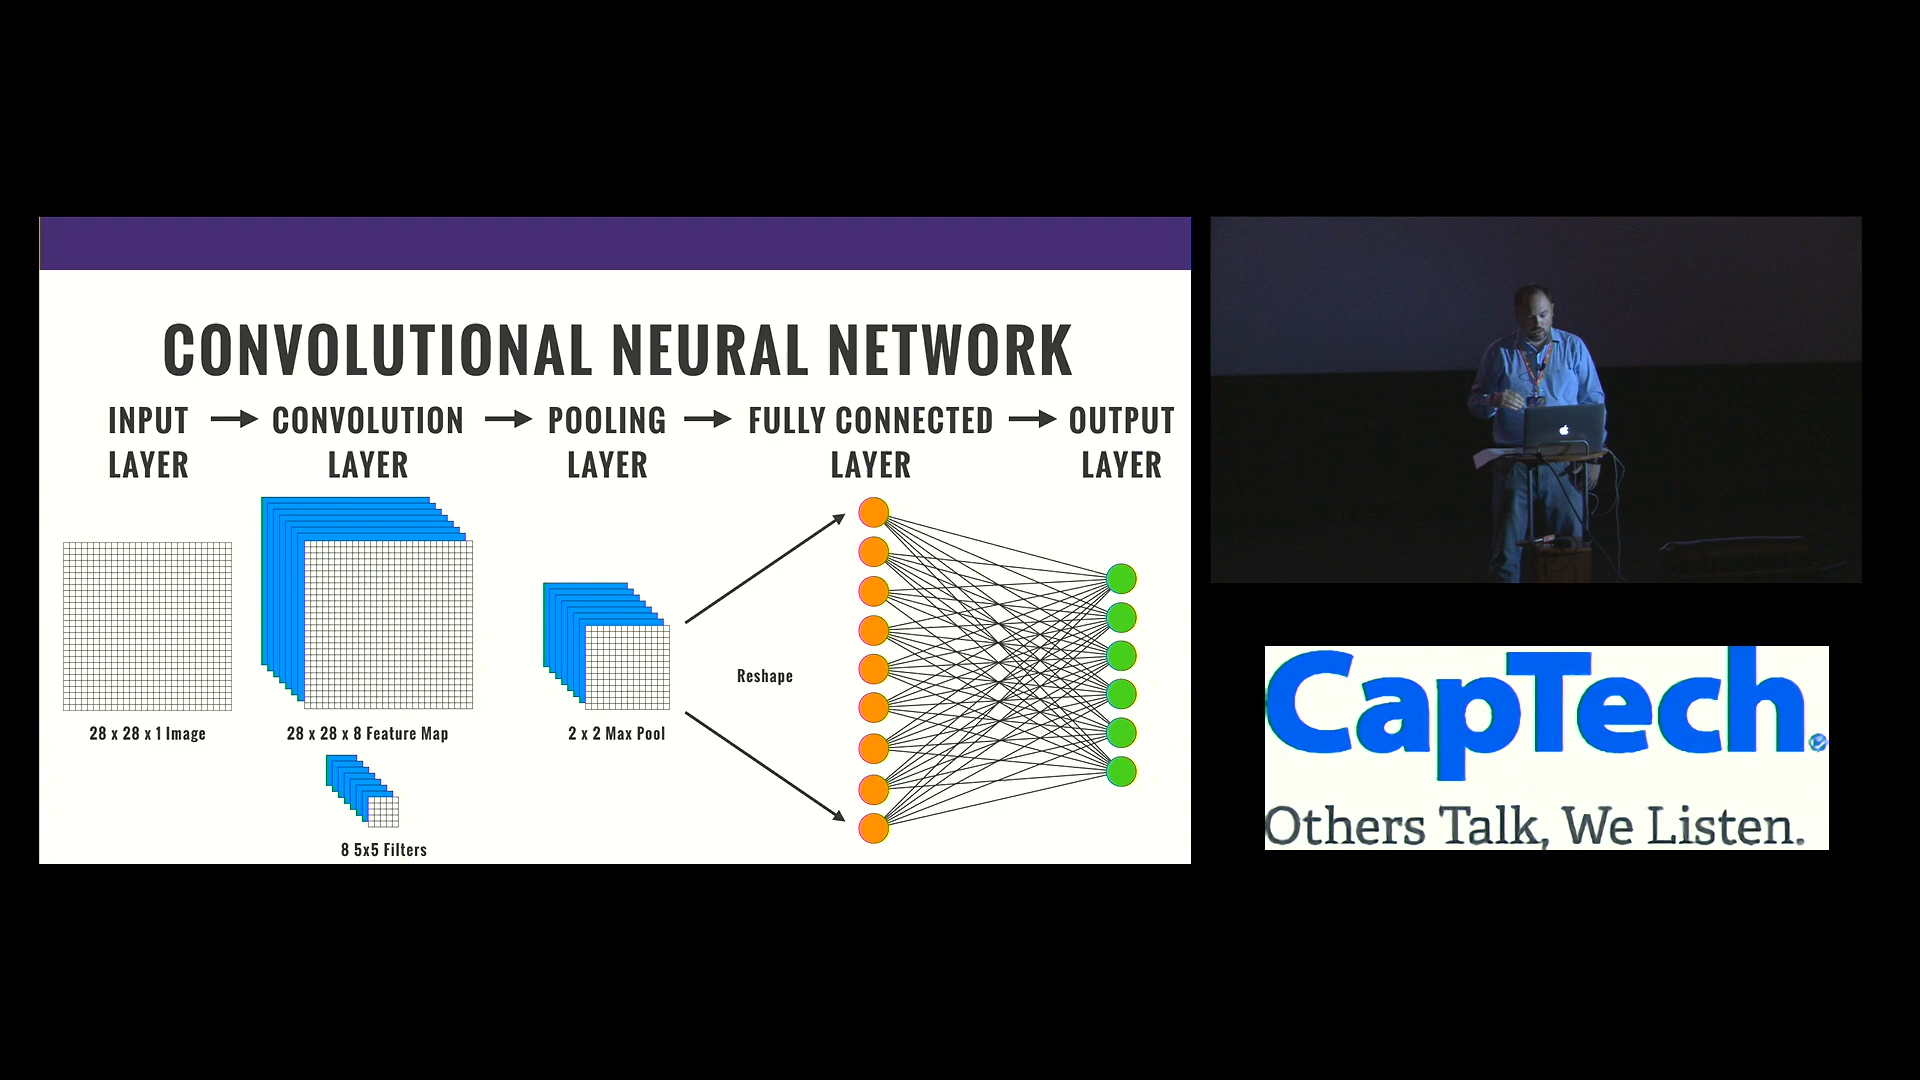 CONVOLUTIONAL NEURAL NETWORK
INPUT LAYER
CONVOLUTION LAYER
POOLING LAYER
FULLY CONNECTED LAYER
OUTPUT LAYER
28 x 28 x 1 Image
28 x 28 x 8 Feature Map
2 x 2 Max Pool
Reshape
8 5x5 Filters
CapTech
Others Talk, We Listen.